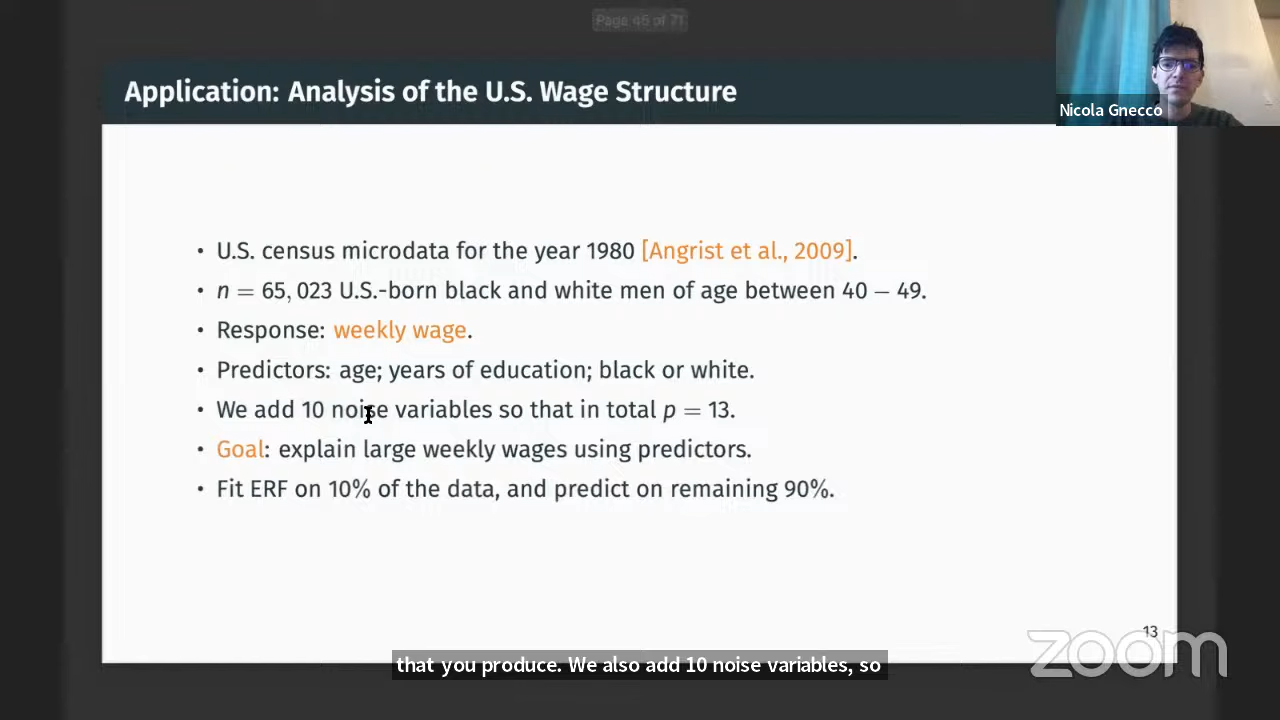 Page 45 of 71
Application: Analysis of the U.S. Wage Structure
Nicola Gnecco
• U.S. census microdata for the year 1980 [Angrist et al., 2009].
• n = 65, 023 U.S.-born black and white men of age between 40 − 49.
• Response: weekly wage.
• Predictors: age; years of education; black or white.
• We add 10 noise variables so that in total p = 13.
• Goal: explain large weekly wages using predictors.
• Fit ERF on 10% of the data, and predict on remaining 90%.
13
zoom
that you produce. We also add 10 noise variables, so